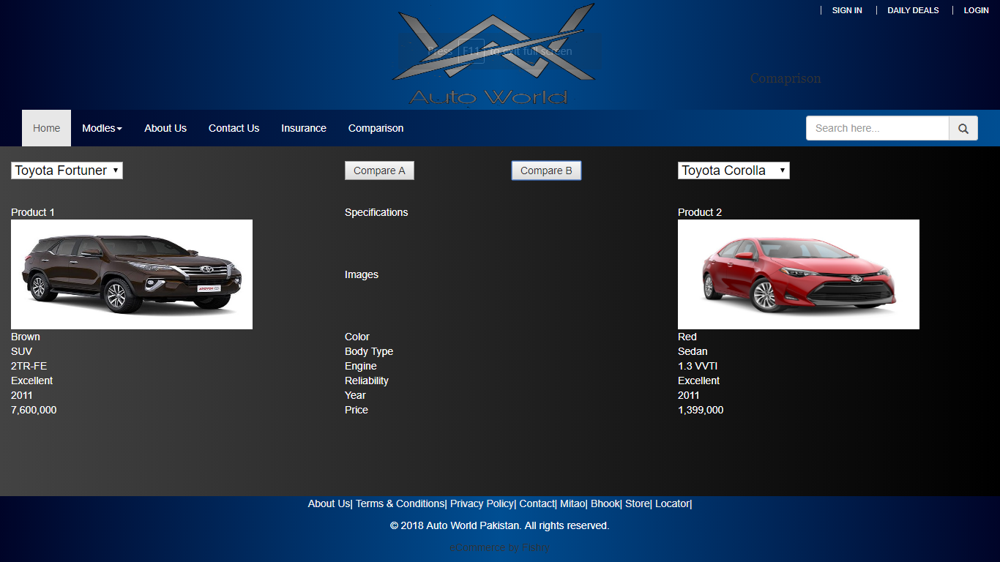 SIGN IN
DAILY DEALS
LOGIN
Press F11 to exit full screen
Comaprison
Auto World
Home Modles About Us Contact Us Insurance Comparison Search here...
Toyota Fortuner Compare A Compare B Toyota Corolla
Product 1 Specifications Product 2
Images
Brown Color Red
SUV Body Type Sedan
2TR-FE Engine 1.3 VVTI
Excellent Reliability Excellent
2011 Year 2011
7,600,000 Price 1,399,000
About Us| Terms & Conditions| Privacy Policy| Contact| Mitao| Bhook| Store| Locator|
© 2018 Auto World Pakistan. All rights reserved.
eCommerce by Fishry